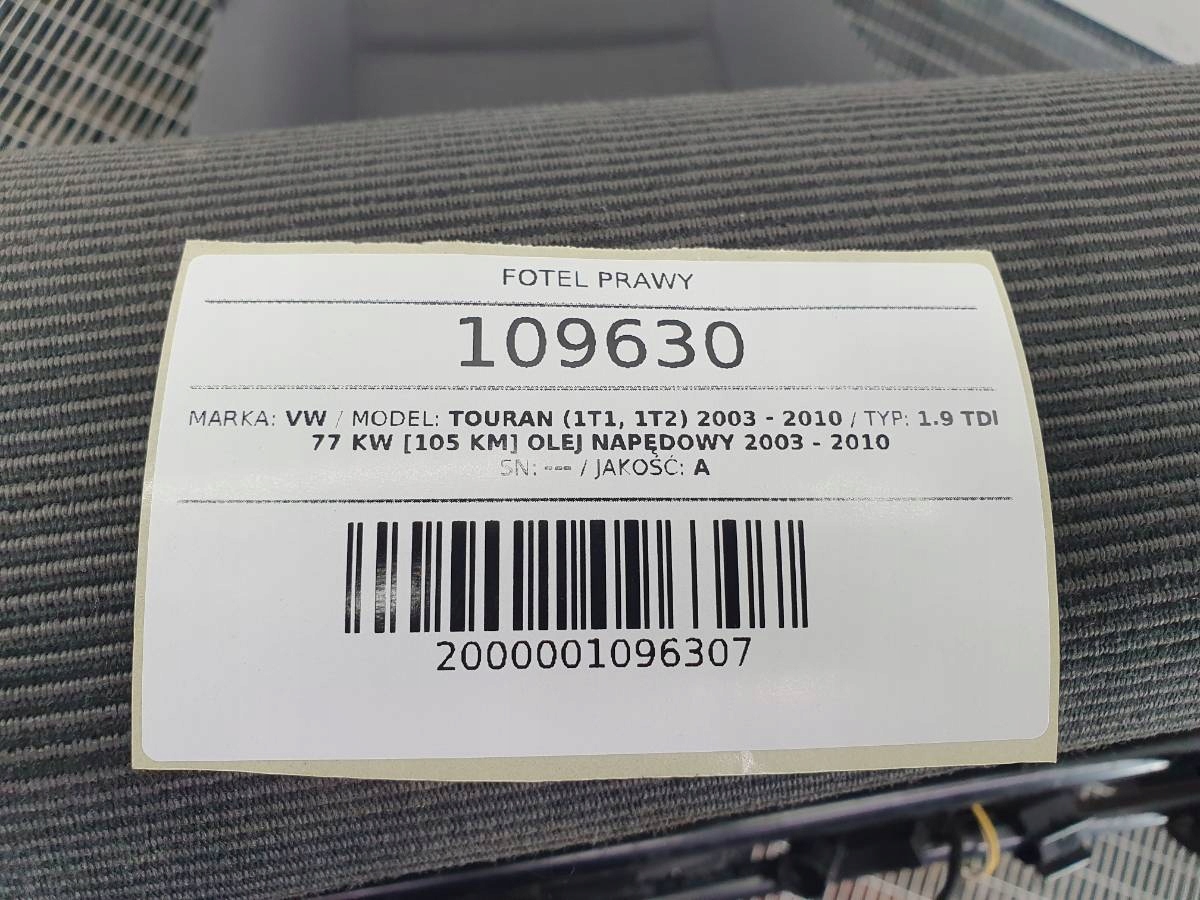 FOTEL PRAWY
109630
MARKA: VW / MODEL: TOURAN (1T1, 1T2) 2003 - 2010 / TYP: 1.9 TDI
77 KW [105 KM] OLEJ NAPĘDOWY 2003 - 2010
SN: --- / JAKOŚĆ: A
2000001096307